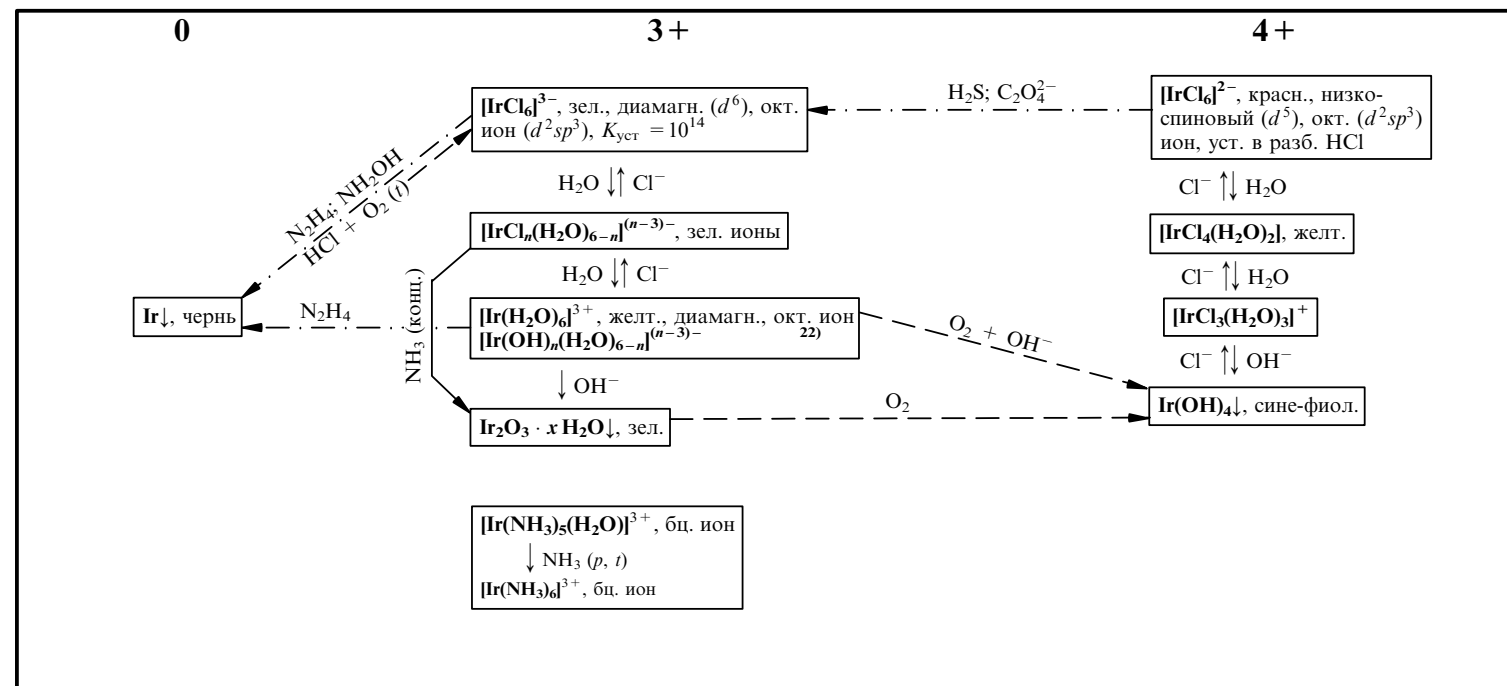 0 3+ 4+
[IrCl₆]³⁻, зел., диамагн. (d⁶), окт.
ион (d²sp³), Kуст = 10¹⁴
H₂S; C₂O₄²⁻
[IrCl₆]²⁻, красн., низко-
спиновый (d⁵), окт. (d²sp³)
ион, уст. в разб. HCl
N₂H₄; NH₂OH
HCl + O₂ (t)
H₂O ↓↑ Cl⁻
Cl⁻ ↑↓ H₂O
[IrClₙ(H₂O)₆₋ₙ]⁽ⁿ⁻³⁾⁻, зел. ионы
[IrCl₄(H₂O)₂], желт.
H₂O ↓↑ Cl⁻
Cl⁻ ↑↓ H₂O
NH₃ (конц.)
Ir↓, чернь
N₂H₄
[Ir(H₂O)₆]³⁺, желт., диамагн., окт. ион
[Ir(OH)ₙ(H₂O)₆₋ₙ]⁽ⁿ⁻³⁾⁻ ²²⁾
O₂ + OH⁻
[IrCl₃(H₂O)₃]⁺
↓ OH⁻
Cl⁻ ↑↓ OH⁻
Ir₂O₃ · x H₂O↓, зел.
O₂
Ir(OH)₄↓, сине-фиол.
[Ir(NH₃)₅(H₂O)]³⁺, бц. ион
↓ NH₃ (p, t)
[Ir(NH₃)₆]³⁺, бц. ион